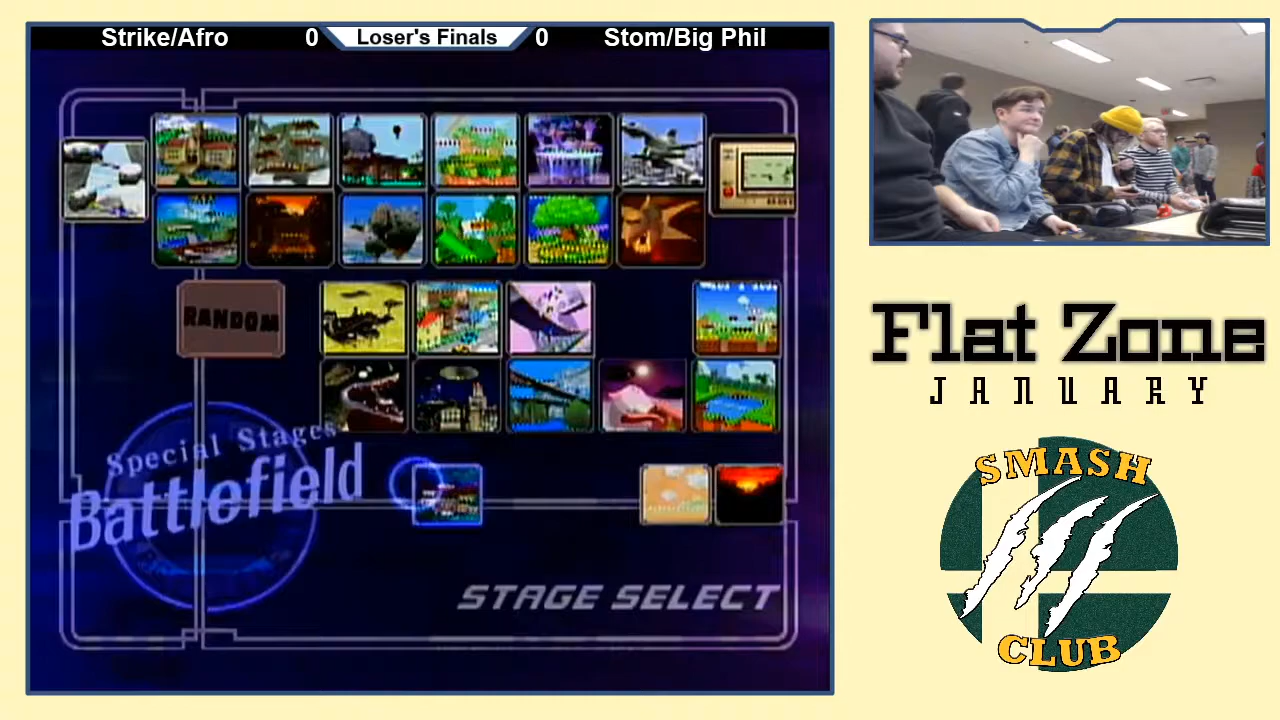 Strike/Afro 0 Loser's Finals 0 Stom/Big Phil
RANDOM
Special Stages
Battlefield
STAGE SELECT
Flat Zone
JANUARY
SMASH
CLUB